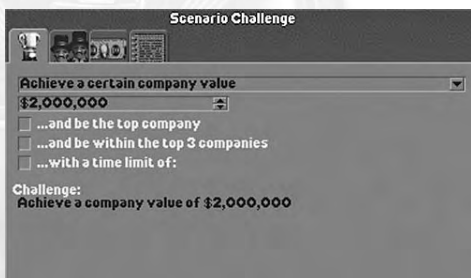 Scenario Challenge
Achieve a certain company value
$2,000,000
...and be the top company
...and be within the top 3 companies
...with a time limit of:
Challenge:
Achieve a company value of $2,000,000